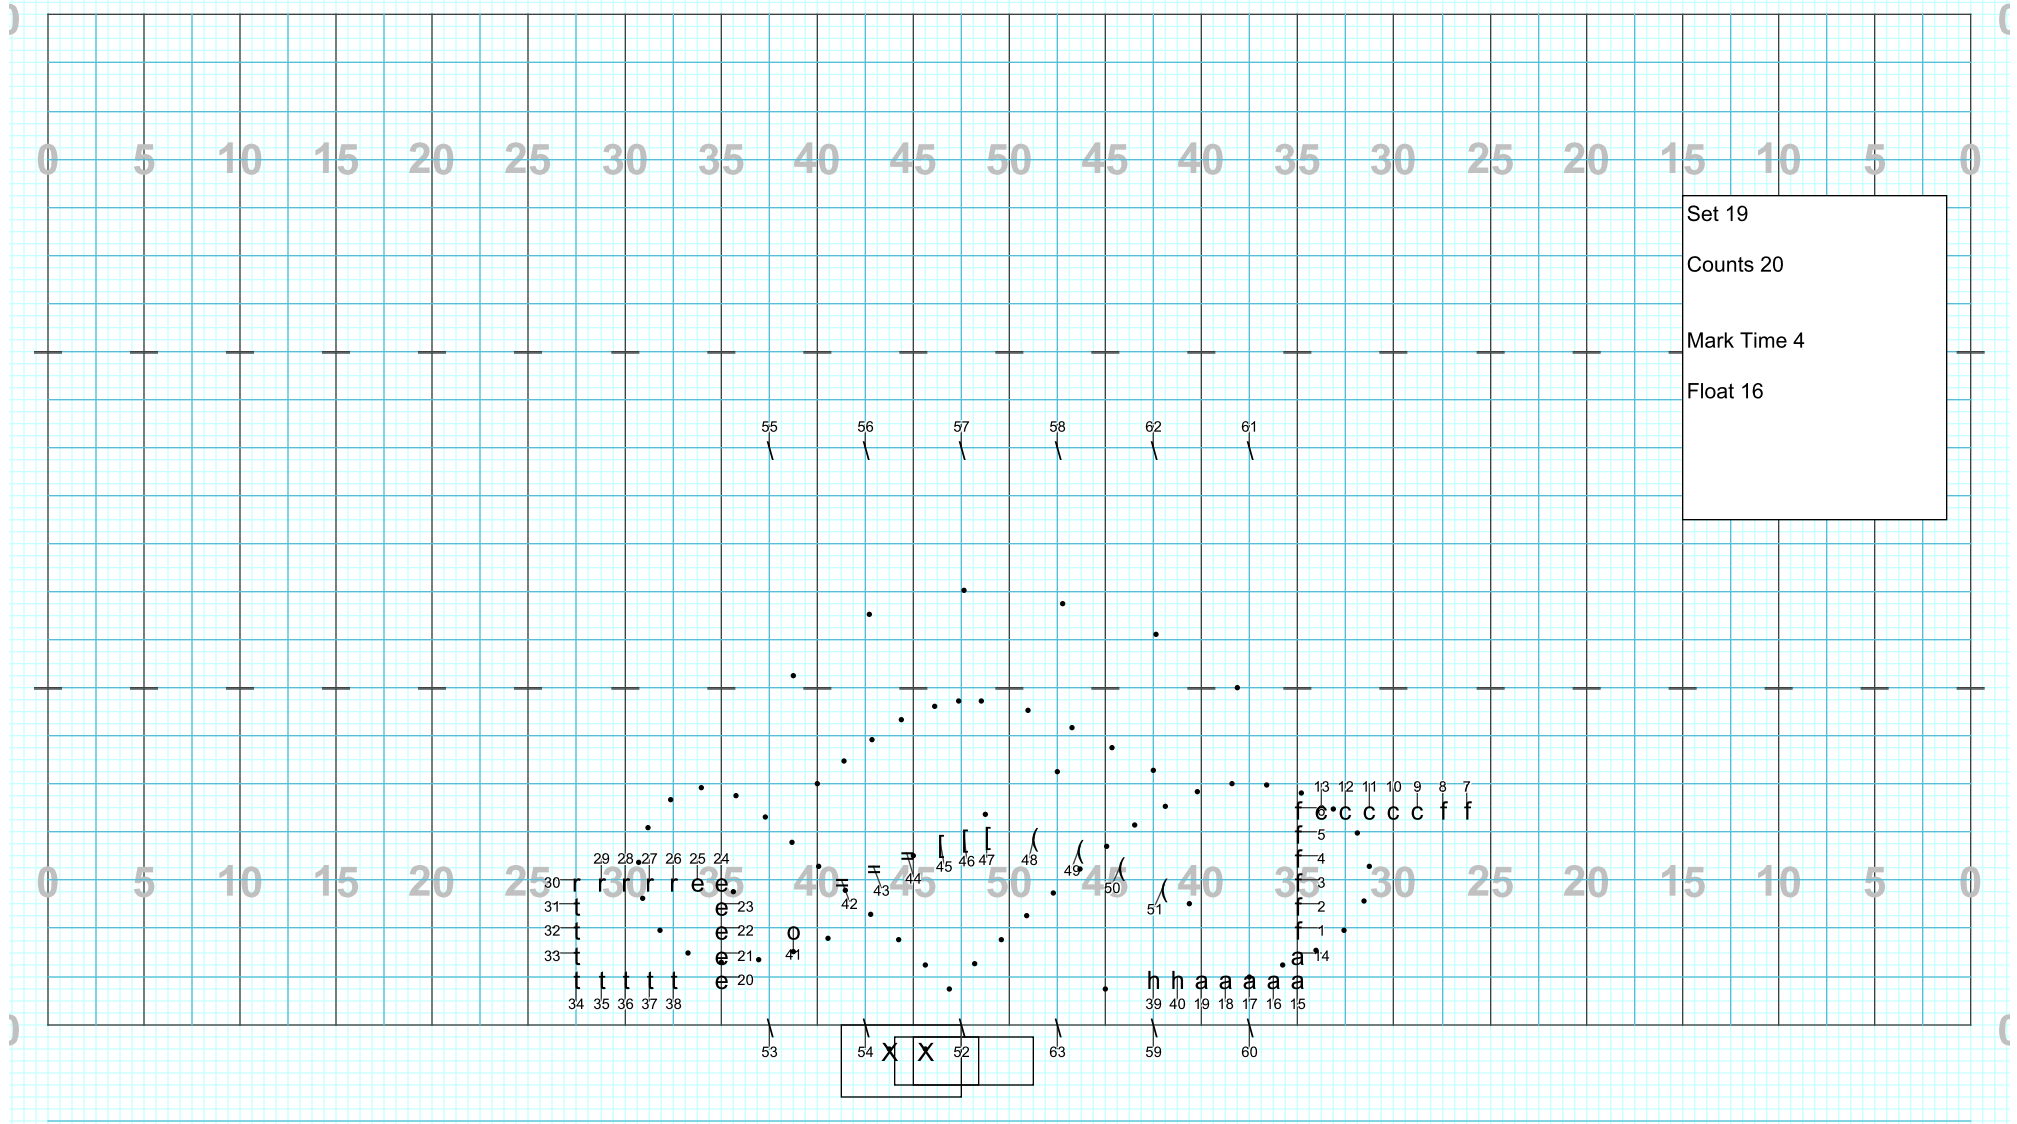 0 5 10 15 20 25 30 35 40 45 50 45 40 35 30 25 20 15 10 5 0
Set 19
Counts 20
Mark Time 4
Float 16
55 56 57 58 62 61
\ \ \ \ \ \
13 12 11 10 9 8 7
f c c c c c f f
f 5
29 28 27 26 25 24
[ [ [ ( ( (
45 46 47 48 49 50
= = =
42 43 44
f 4
0 5 10 15 20 25 30 35 40 45 50 45 40 35 30 25 20 15 10 5 0
30 r r r r r e e
f 3
31 t e 23
( 51
f 2
32 t e 22 o 41
f 1
33 t e 21
a 14
t t t t t e 20
h h a a a a a
34 35 36 37 38
39 40 19 18 17 16 15
\ \ \ \ \ \
53 54 X X 52 63 59 60